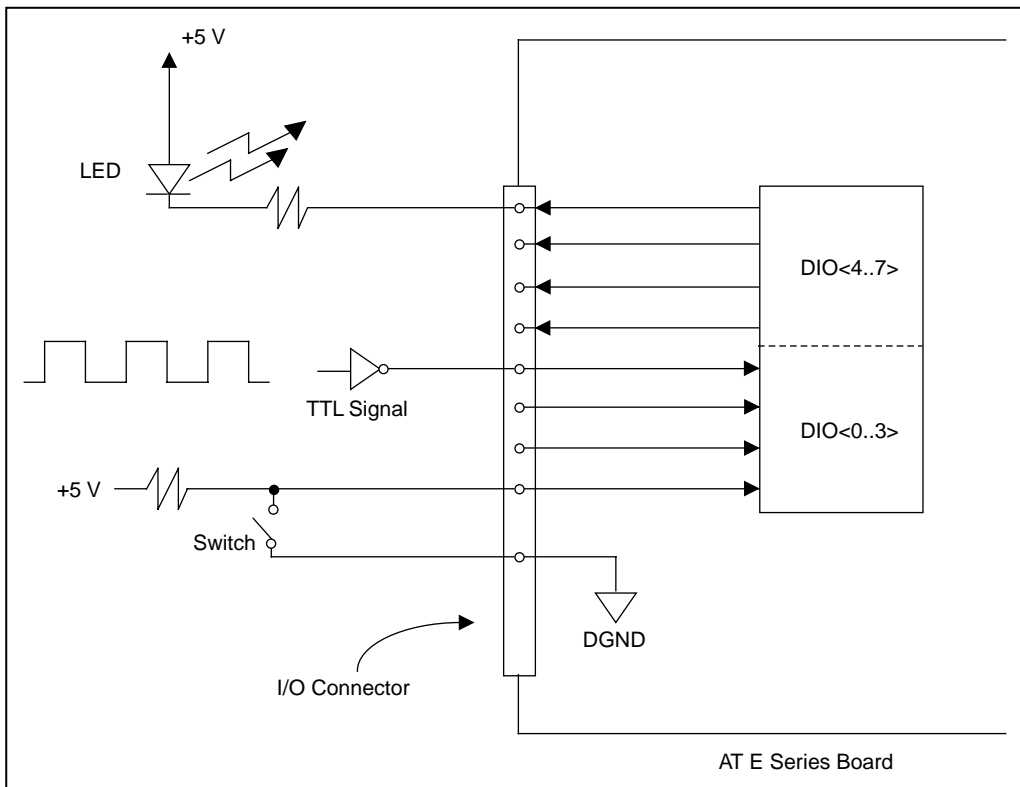 +5 V
LED
DIO<4..7>
TTL Signal
DIO<0..3>
+5 V
Switch
DGND
I/O Connector
AT E Series Board